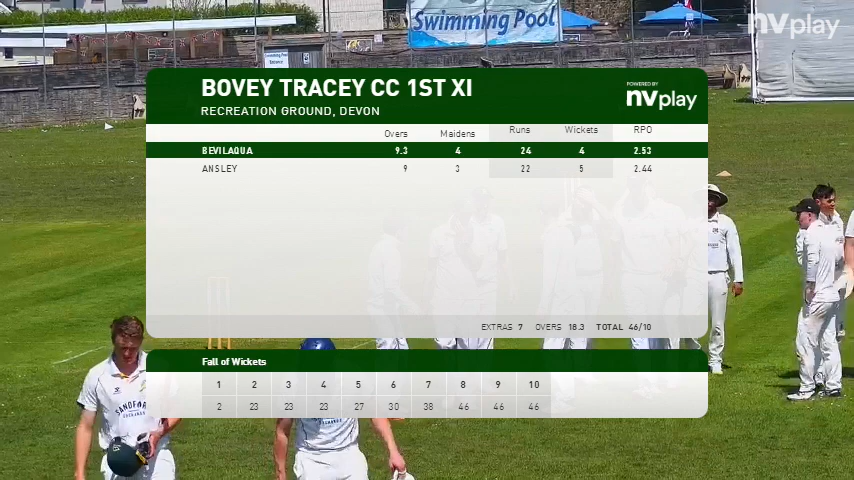 Swimming Pool
nvplay
BOVEY TRACEY CC 1ST XI
RECREATION GROUND, DEVON
POWERED BY
nvplay
Overs Maidens Runs Wickets RPO
BEVILAQUA 9.3 4 24 4 2.53
ANSLEY 9 3 22 5 2.44
EXTRAS 7 OVERS 18.3 TOTAL 46/10
Fall of Wickets
1 2 3 4 5 6 7 8 9 10
2 23 23 23 27 30 38 46 46 46
SANDFORD